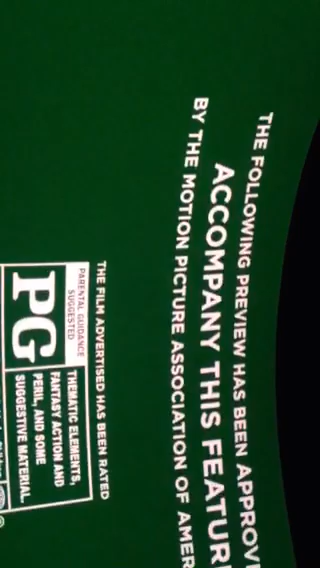 THE FOLLOWING PREVIEW HAS BEEN APPROV
ACCOMPANY THIS FEATUR
BY THE MOTION PICTURE ASSOCIATION OF AMER
THE FILM ADVERTISED HAS BEEN RATED
PG
PARENTAL GUIDANCE SUGGESTED
THEMATIC ELEMENTS,
FANTASY ACTION AND
PERIL, AND SOME
SUGGESTIVE MATERIAL